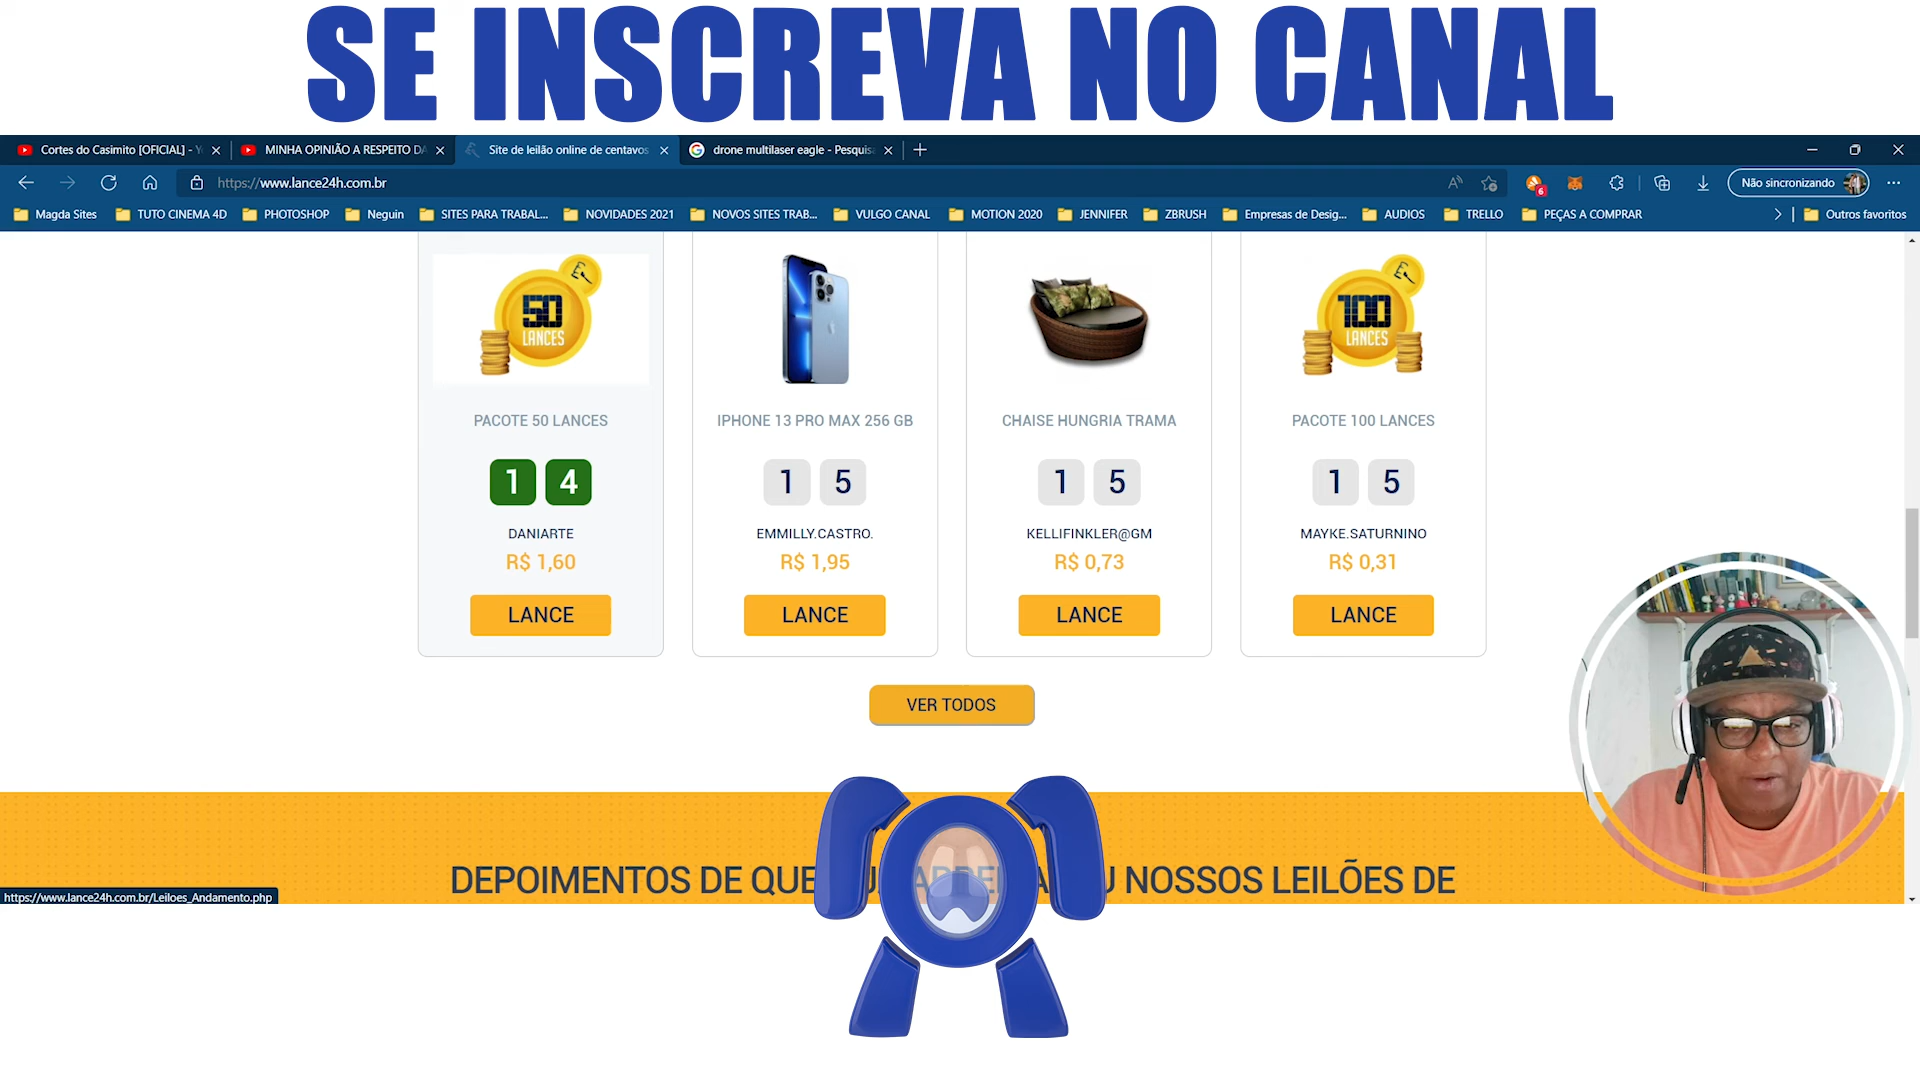 SE INSCREVA NO CANAL
Cortes do Casimito [OFICIAL] - Y
MINHA OPINIÃO A RESPEITO DA
Site de leilão online de centavos
drone multilaser eagle - Pesquis
https://www.lance24h.com.br
6
Não sincronizando
Magda Sites
TUTO CINEMA 4D
PHOTOSHOP
Neguin
SITES PARA TRABAL...
NOVIDADES 2021
NOVOS SITES TRAB...
VULGO CANAL
MOTION 2020
JENNIFER
ZBRUSH
Empresas de Desig...
AUDIOS
TRELLO
PEÇAS A COMPRAR
Outros favoritos
50
LANCES
100
LANCES
PACOTE 50 LANCES
IPHONE 13 PRO MAX 256 GB
CHAISE HUNGRIA TRAMA
PACOTE 100 LANCES
1 4
1 5
1 5
1 5
DANIARTE
EMMILLY.CASTRO.
KELLIFINKLER@GM
MAYKE.SATURNINO
R$ 1,60
R$ 1,95
R$ 0,73
R$ 0,31
LANCE
LANCE
LANCE
LANCE
VER TODOS
DEPOIMENTOS DE NOSSOS LEILÕES DE
https://www.lance24h.com.br/Leiloes_Andamento.php